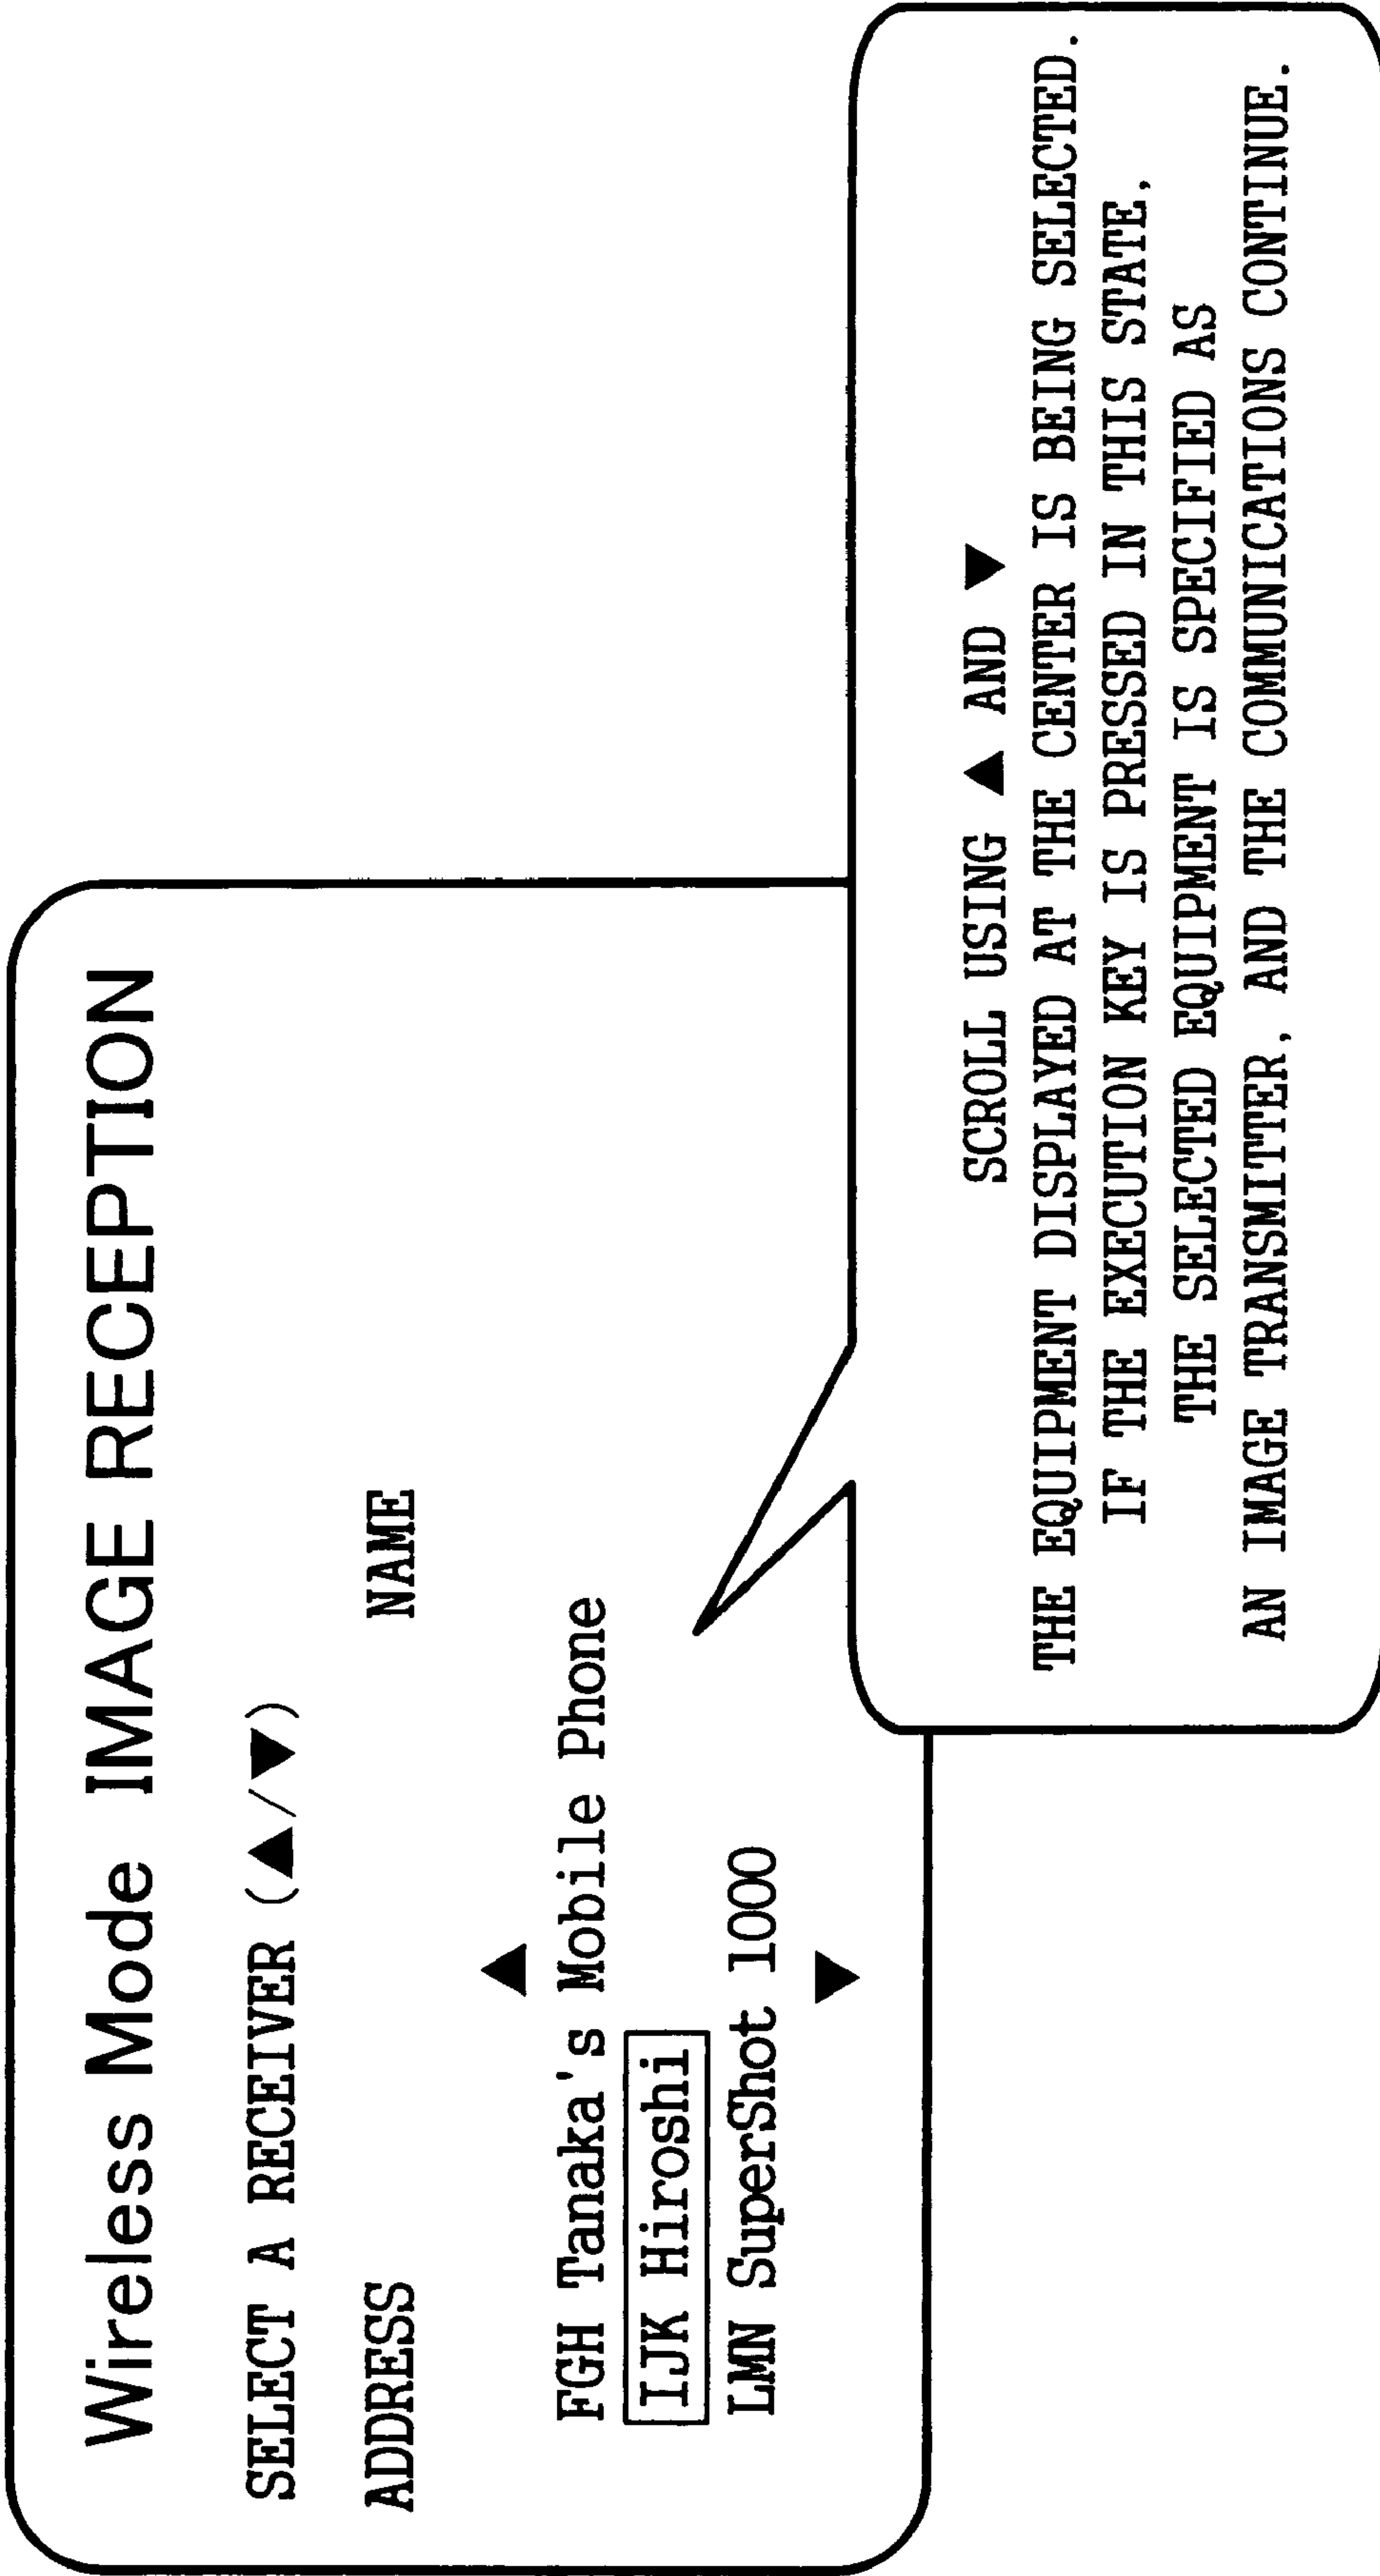 Wireless Mode IMAGE RECEPTION
SELECT A RECEIVER (▲/▼)
ADDRESS NAME
▲
FGH Tanaka's Mobile Phone
IJK Hiroshi
LMN SuperShot 1000
▼
SCROLL USING ▲ AND ▼
THE EQUIPMENT DISPLAYED AT THE CENTER IS BEING SELECTED.
IF THE EXECUTION KEY IS PRESSED IN THIS STATE,
THE SELECTED EQUIPMENT IS SPECIFIED AS
AN IMAGE TRANSMITTER, AND THE COMMUNICATIONS CONTINUE.